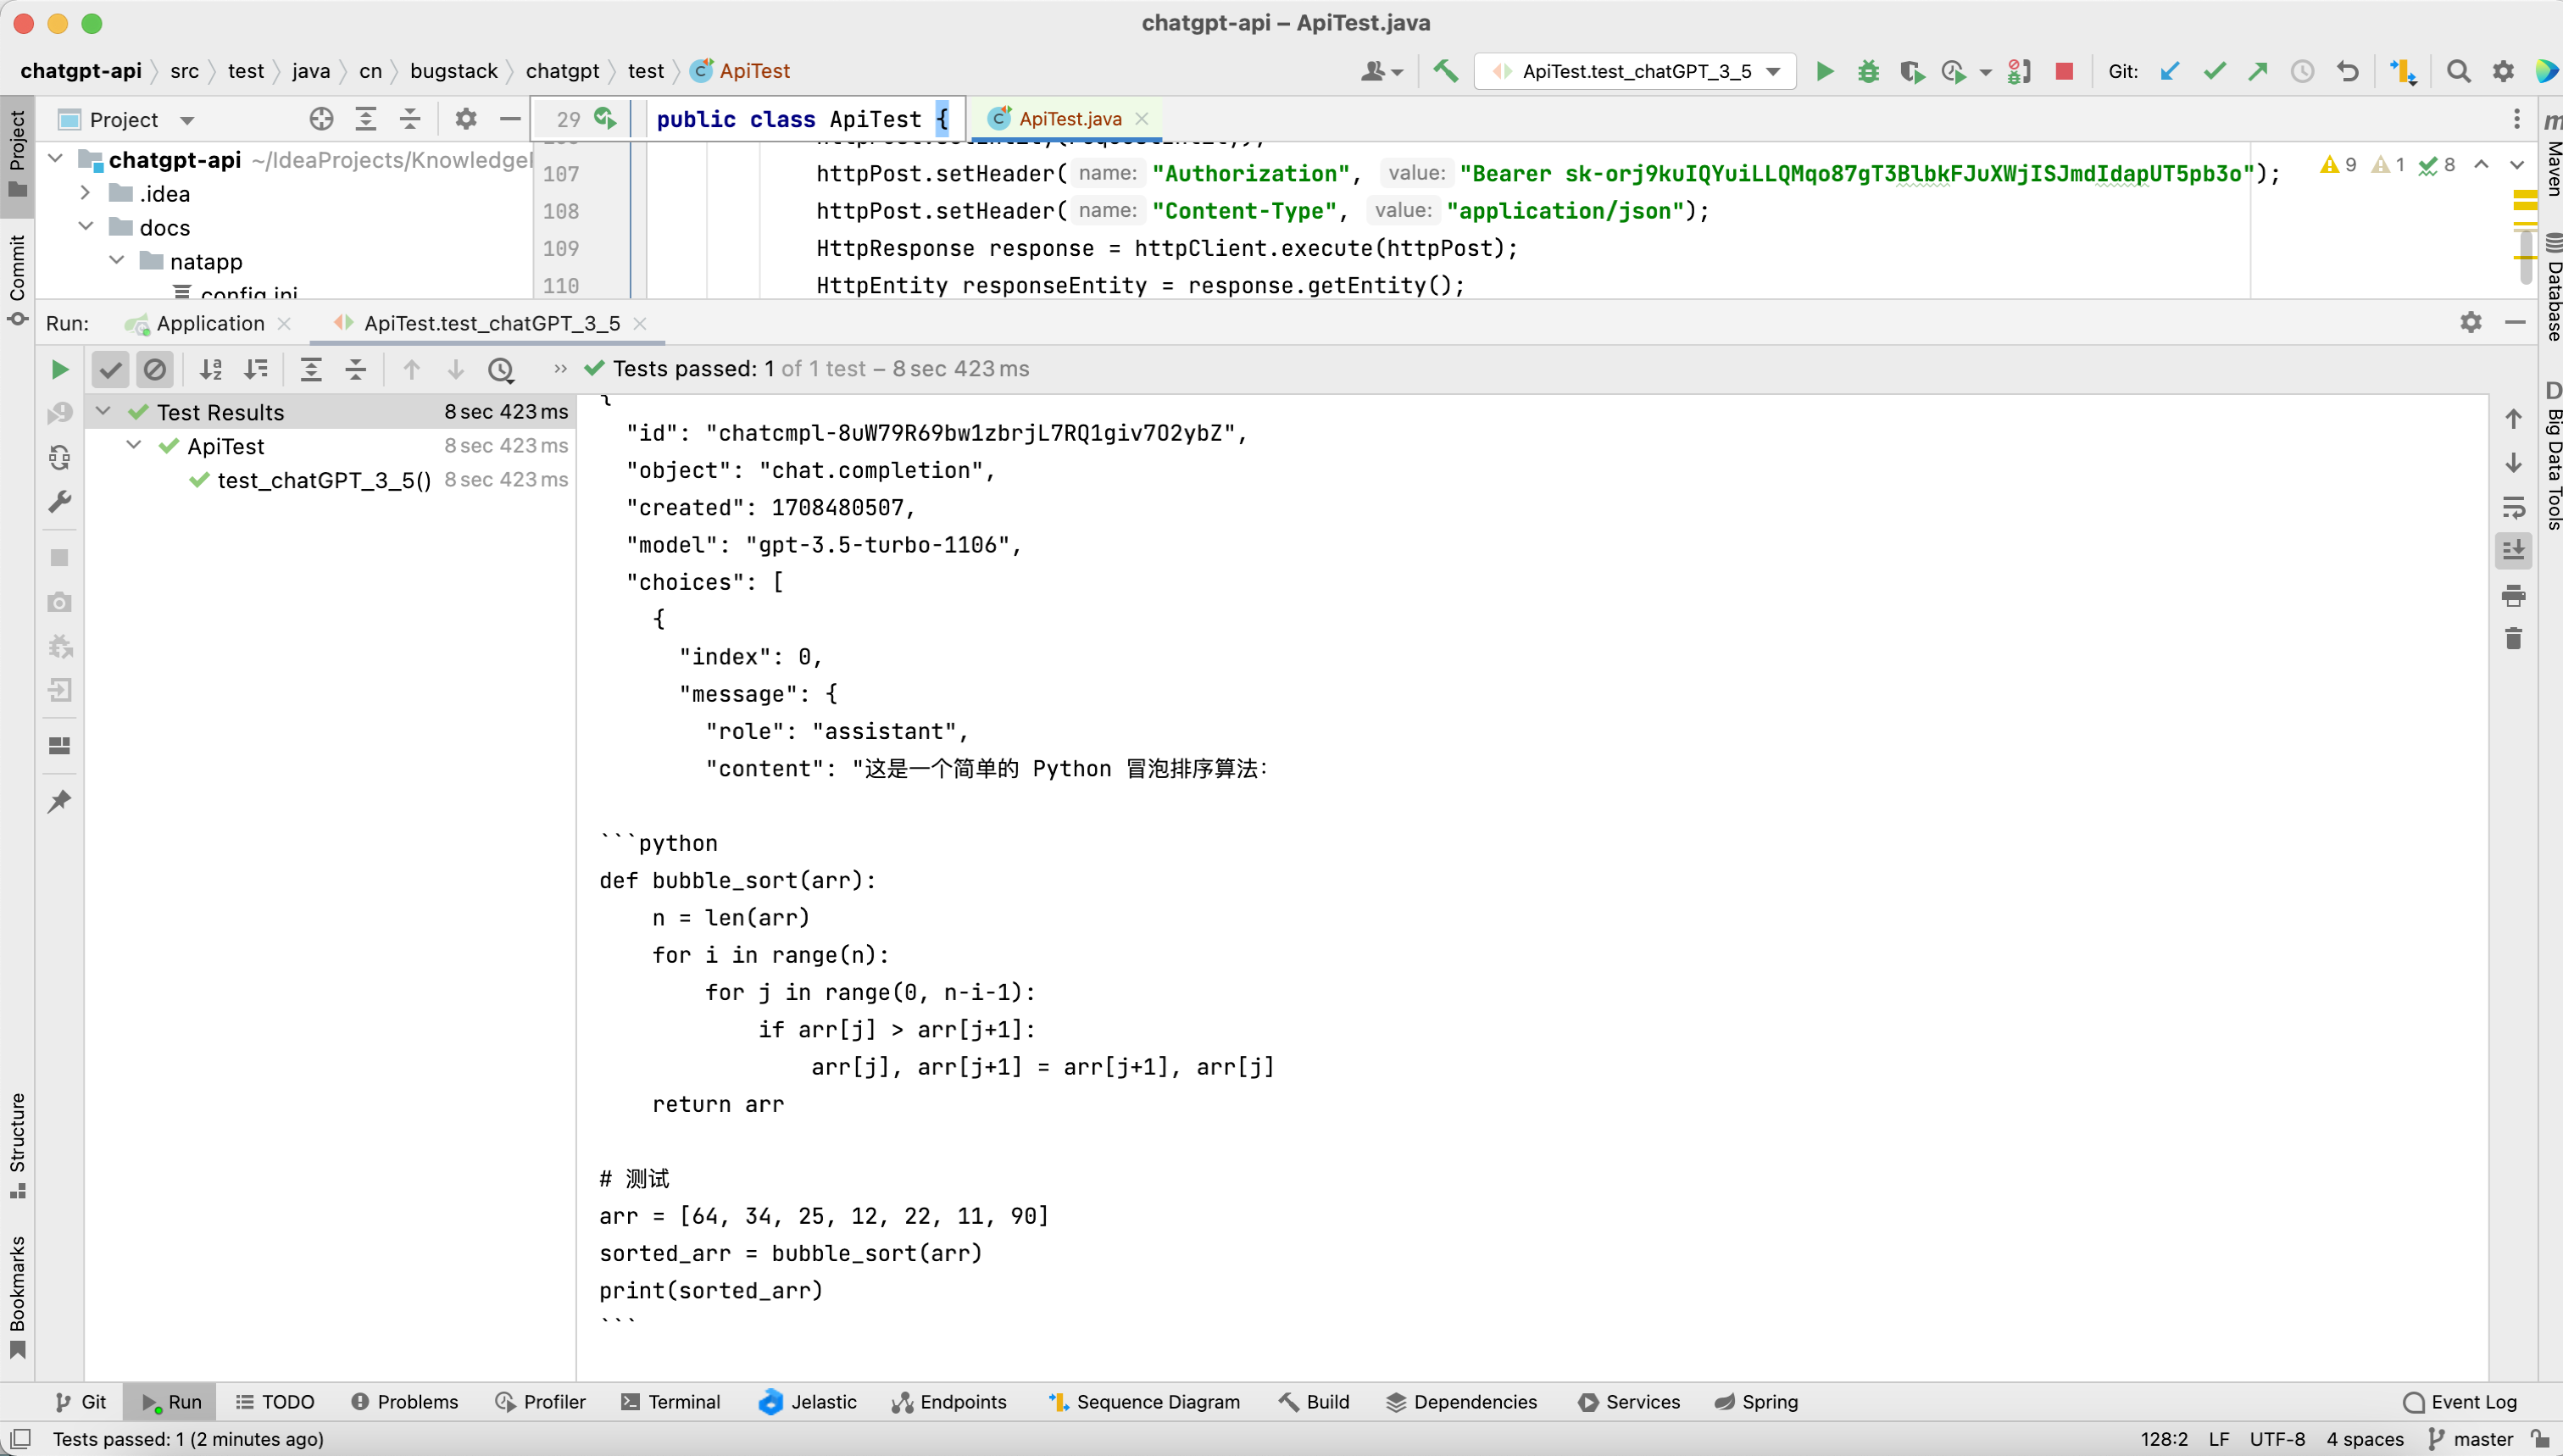 chatgpt-api – ApiTest.java
chatgpt-api 〉 src 〉 test 〉 java 〉 cn 〉 bugstack 〉 chatgpt 〉 test 〉 ApiTest
ApiTest.test_chatGPT_3_5
Git:
Project
29 public class ApiTest {
ApiTest.java
chatgpt-api ~/IdeaProjects/Knowledge
.idea
docs
natapp
config.ini
107 httpPost.setHeader( name: "Authorization", value: "Bearer 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");
108 httpPost.setHeader( name: "Content-Type", value: "application/json");
109 HttpResponse response = httpClient.execute(httpPost);
110 HttpEntity responseEntity = response.getEntity();
9 1 8
Project
Commit
Structure
Bookmarks
Maven
Database
Big Data Tools
Run: Application ApiTest.test_chatGPT_3_5
Tests passed: 1 of 1 test – 8 sec 423 ms
Test Results 8 sec 423 ms
ApiTest 8 sec 423 ms
test_chatGPT_3_5() 8 sec 423 ms
{
"id": "chatcmpl-8uW79R69bw1zbrjL7RQ1giv7O2ybZ",
"object": "chat.completion",
"created": 1708480507,
"model": "gpt-3.5-turbo-1106",
"choices": [
{
"index": 0,
"message": {
"role": "assistant",
"content": "这是一个简单的 Python 冒泡排序算法：
```python
def bubble_sort(arr):
n = len(arr)
for i in range(n):
for j in range(0, n-i-1):
if arr[j] > arr[j+1]:
arr[j], arr[j+1] = arr[j+1], arr[j]
return arr
# 测试
arr = [64, 34, 25, 12, 22, 11, 90]
sorted_arr = bubble_sort(arr)
print(sorted_arr)
```
Git Run TODO Problems Profiler Terminal Jelastic Endpoints Sequence Diagram Build Dependencies Services Spring Event Log
Tests passed: 1 (2 minutes ago) 128:2 LF UTF-8 4 spaces master